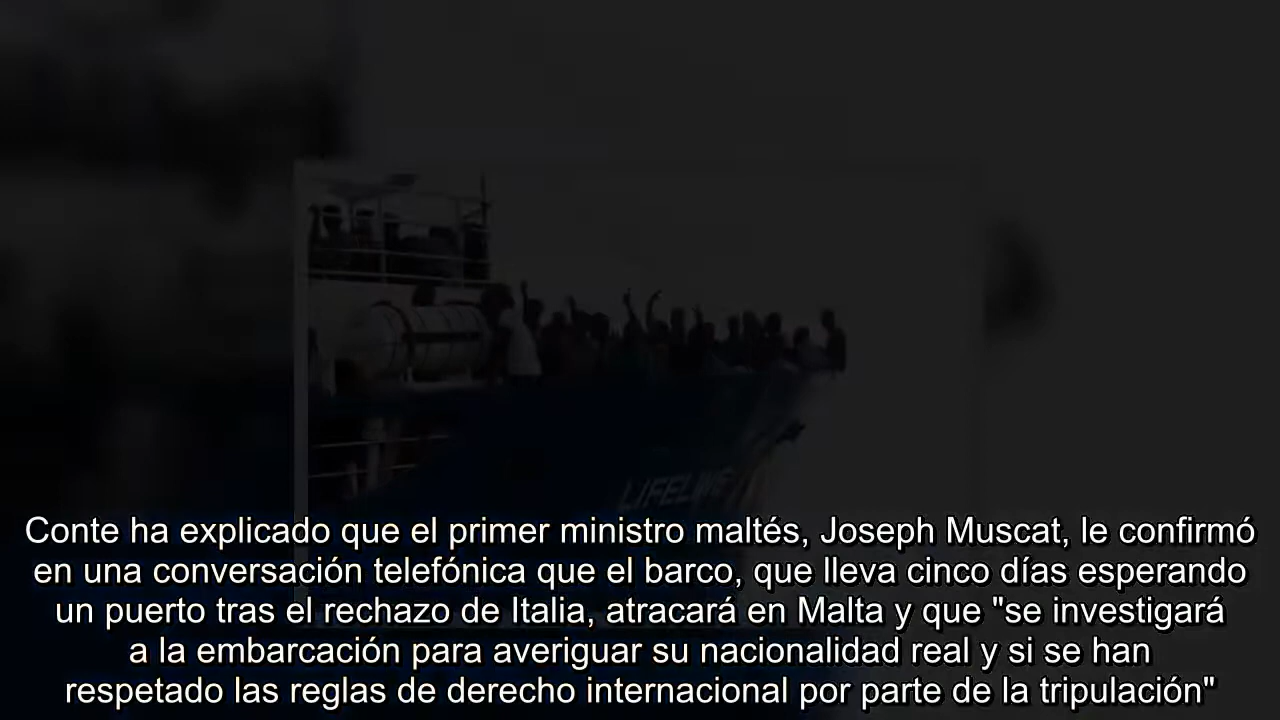 LIFELINE
Conte ha explicado que el primer ministro maltés, Joseph Muscat, le confirmó
en una conversación telefónica que el barco, que lleva cinco días esperando
un puerto tras el rechazo de Italia, atracará en Malta y que "se investigará
a la embarcación para averiguar su nacionalidad real y si se han
respetado las reglas de derecho internacional por parte de la tripulación"